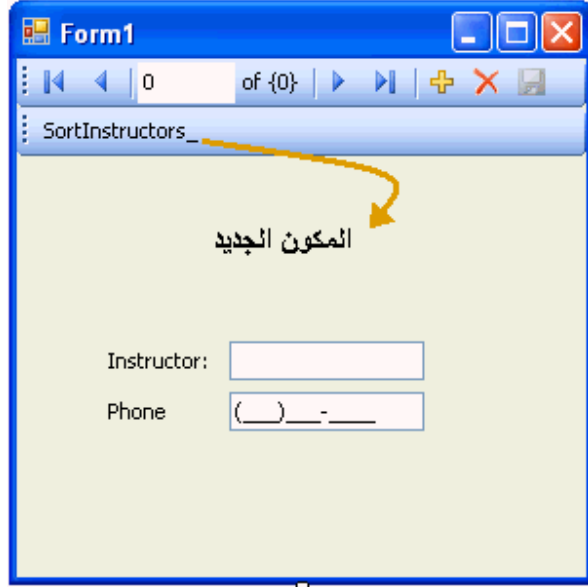 Form1
0 of {0}
SortInstructors_
المكون الجديد
Instructor:
Phone (___)___-____